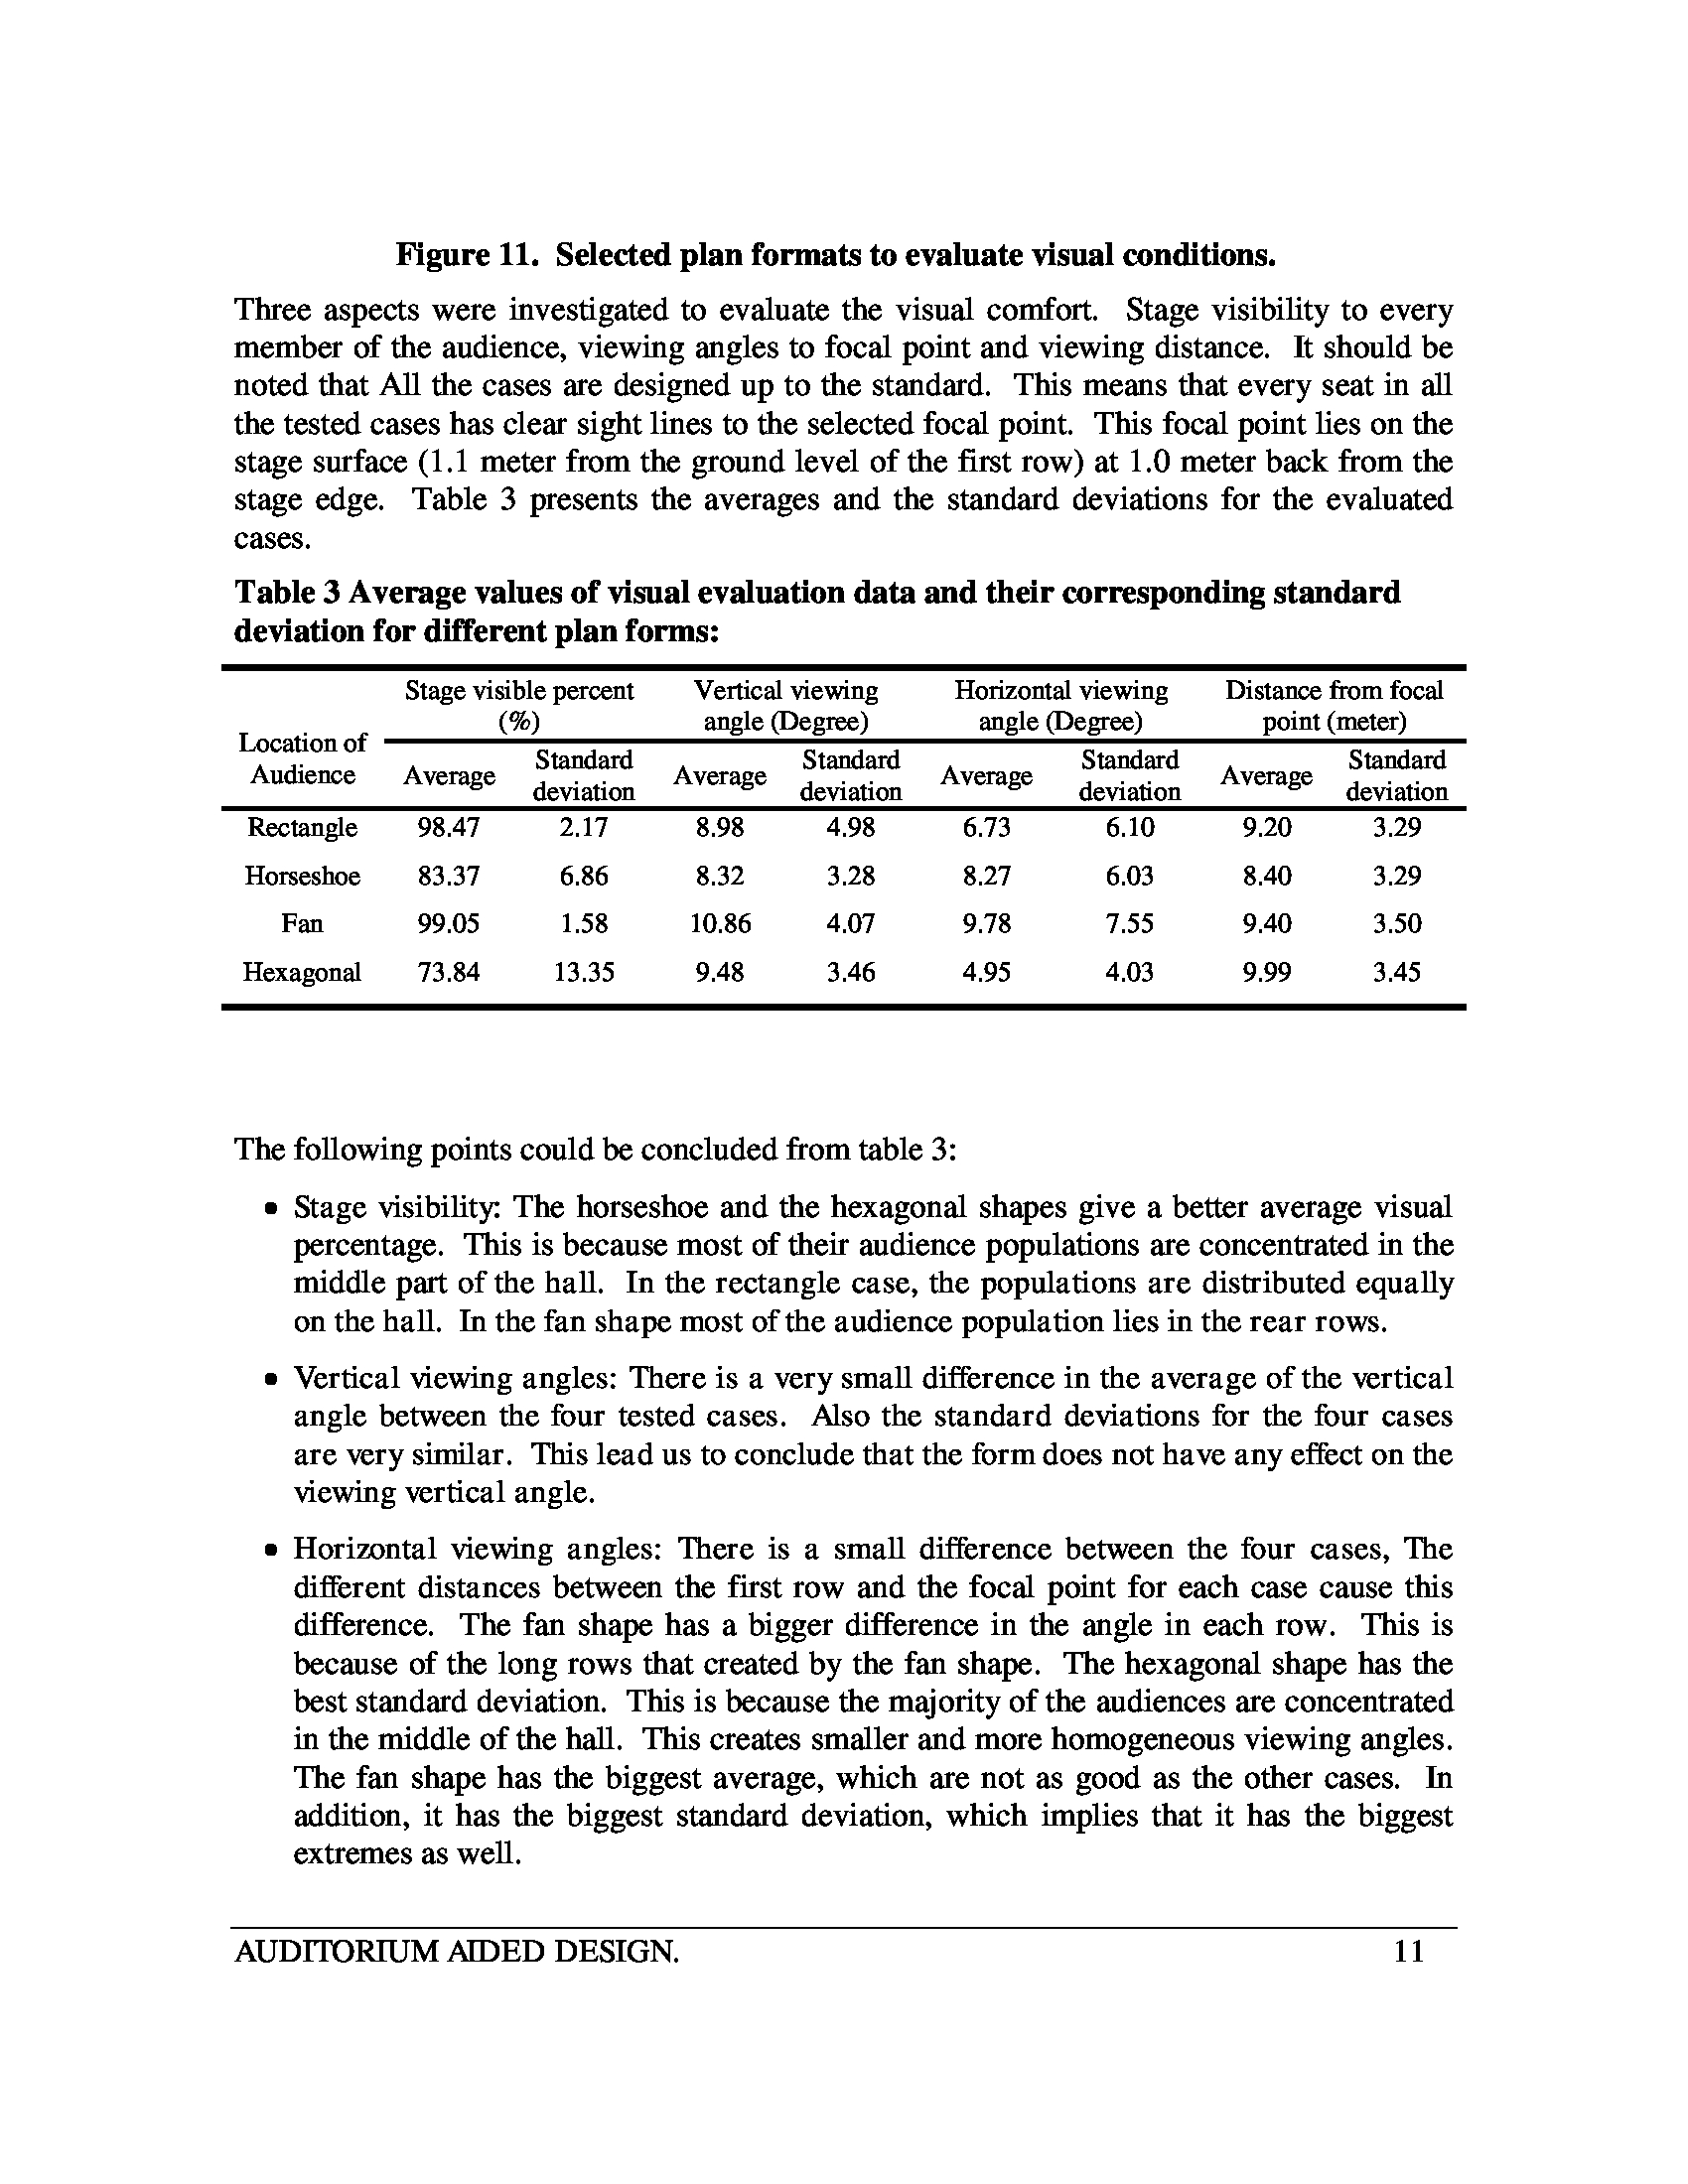 Figure 11.  Selected plan formats to evaluate visual conditions.
Three aspects were investigated to evaluate the visual comfort.  Stage visibility to every
member of the audience, viewing angles to focal point and viewing distance.  It should be
noted that All the cases are designed up to the standard.  This means that every seat in all
the tested cases has clear sight lines to the selected focal point.  This focal point lies on the
stage surface (1.1 meter from the ground level of the first row) at 1.0 meter back from the
stage edge.  Table 3 presents the averages and the standard deviations for the evaluated
cases.
Table 3 Average values of visual evaluation data and their corresponding standard
deviation for different plan forms:
Location of Audience | Stage visible percent (%) | Vertical viewing angle (Degree) | Horizontal viewing angle (Degree) | Distance from focal point (meter)
Average | Standard deviation | Average | Standard deviation | Average | Standard deviation | Average | Standard deviation
Rectangle 98.47 2.17 8.98 4.98 6.73 6.10 9.20 3.29
Horseshoe 83.37 6.86 8.32 3.28 8.27 6.03 8.40 3.29
Fan 99.05 1.58 10.86 4.07 9.78 7.55 9.40 3.50
Hexagonal 73.84 13.35 9.48 3.46 4.95 4.03 9.99 3.45
The following points could be concluded from table 3:
• Stage visibility: The horseshoe and the hexagonal shapes give a better average visual
percentage.  This is because most of their audience populations are concentrated in the
middle part of the hall.  In the rectangle case, the populations are distributed equally
on the hall.  In the fan shape most of the audience population lies in the rear rows.
• Vertical viewing angles: There is a very small difference in the average of the vertical
angle between the four tested cases.  Also the standard deviations for the four cases
are very similar.  This lead us to conclude that the form does not have any effect on the
viewing vertical angle.
• Horizontal viewing angles: There is a small difference between the four cases, The
different distances between the first row and the focal point for each case cause this
difference.  The fan shape has a bigger difference in the angle in each row.  This is
because of the long rows that created by the fan shape.  The hexagonal shape has the
best standard deviation.  This is because the majority of the audiences are concentrated
in the middle of the hall.  This creates smaller and more homogeneous viewing angles.
The fan shape has the biggest average, which are not as good as the other cases.  In
addition, it has the biggest standard deviation, which implies that it has the biggest
extremes as well.
AUDITORIUM AIDED DESIGN. 11